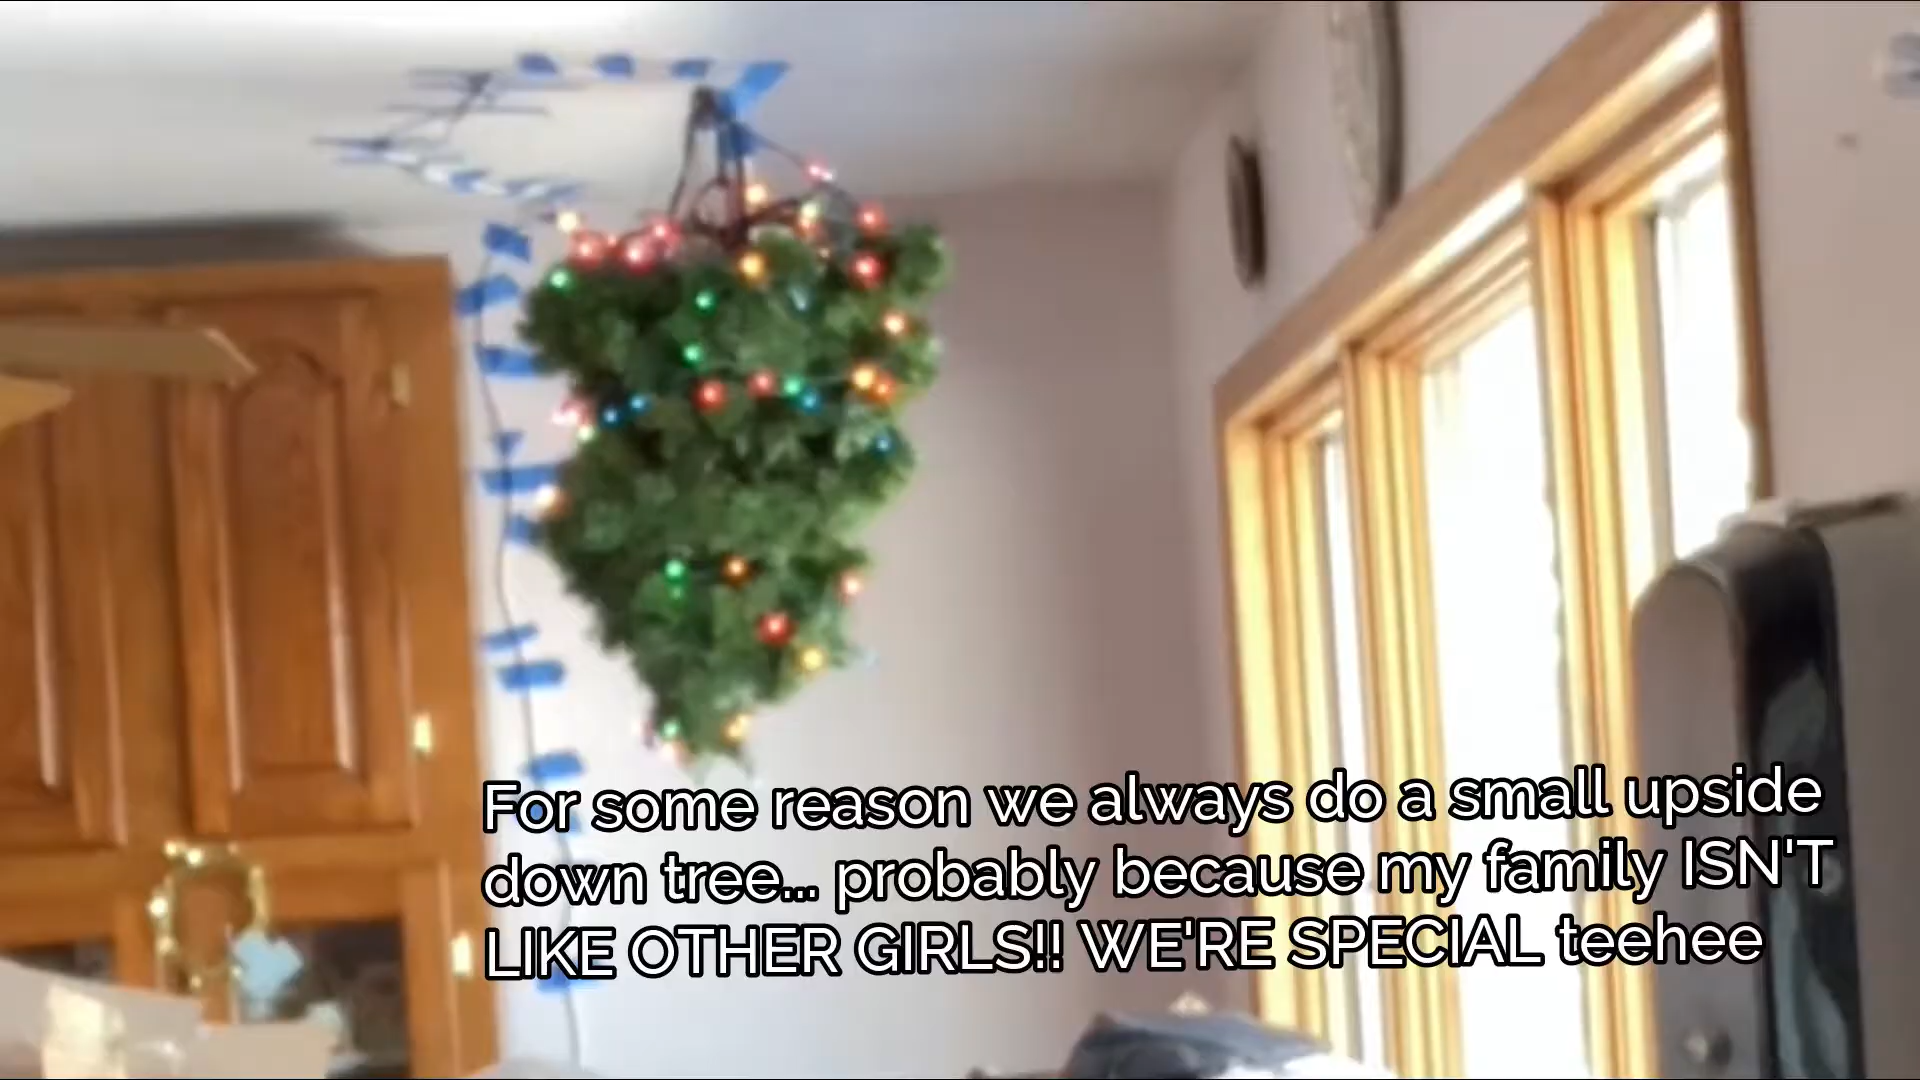 For some reason we always do a small upside
down tree... probably because my family ISN'T
LIKE OTHER GIRLS!! WE'RE SPECIAL teehee